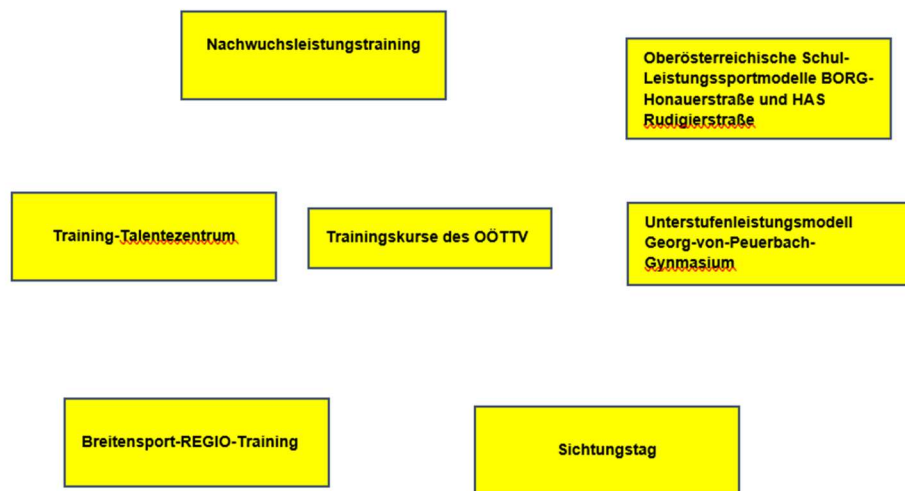 Nachwuchsleistungstraining
Oberösterreichische Schul-
Leistungssportmodelle BORG-
Honauerstraße und HAS
Rudigierstraße
Training-Talentezentrum
Trainingskurse des OÖTTV
Unterstufenleistungsmodell
Georg-von-Peuerbach-
Gynmasium
Breitensport-REGIO-Training
Sichtungstag